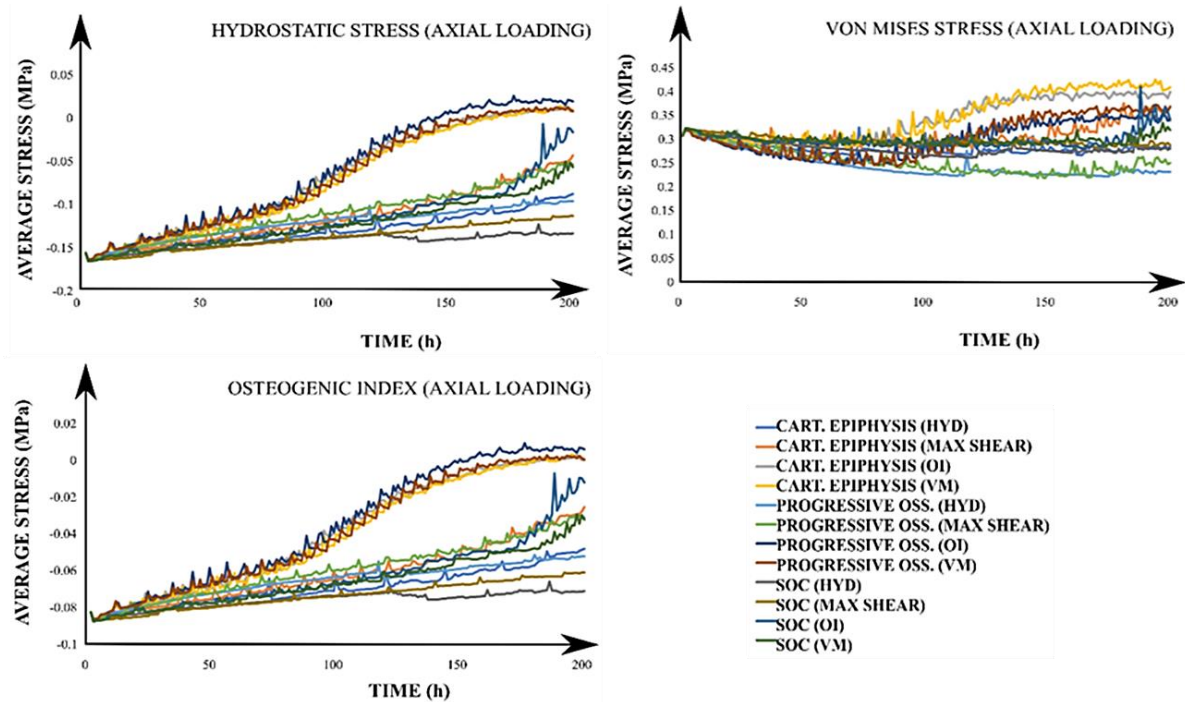 HYDROSTATIC STRESS (AXIAL LOADING)
AVERAGE STRESS (MPa)
0.05
0
-0.05
-0.1
-0.15
-0.2
0 50 100 150 200
TIME (h)
VON MISES STRESS (AXIAL LOADING)
AVERAGE STRESS (MPa)
0.45
0.4
0.35
0.3
0.25
0.2
0.15
0.1
0.05
0
0 50 100 150 200
TIME (h)
OSTEOGENIC INDEX (AXIAL LOADING)
AVERAGE STRESS (MPa)
0.02
0
-0.02
-0.04
-0.06
-0.08
-0.1
0 50 100 150 200
TIME (h)
CART. EPIPHYSIS (HYD)
CART. EPIPHYSIS (MAX SHEAR)
CART. EPIPHYSIS (OI)
CART. EPIPHYSIS (VM)
PROGRESSIVE OSS. (HYD)
PROGRESSIVE OSS. (MAX SHEAR)
PROGRESSIVE OSS. (OI)
PROGRESSIVE OSS. (VM)
SOC (HYD)
SOC (MAX SHEAR)
SOC (OI)
SOC (VM)